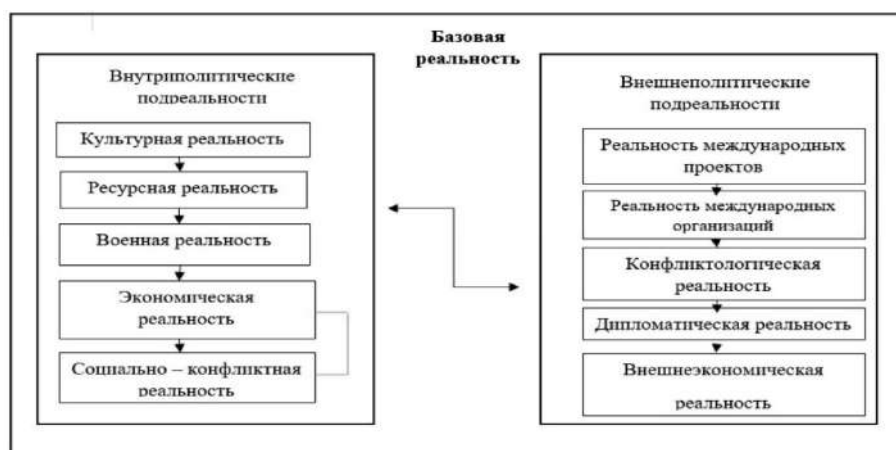 Базовая
реальность
Внутриполитические
подреальности
Культурная реальность
Ресурсная реальность
Военная реальность
Экономическая
реальность
Социально – конфликтная
реальность
Внешнеполитические
подреальности
Реальность международных
проектов
Реальность международных
организаций
Конфликтологическая
реальность
Дипломатическая реальность
Внешнеэкономическая
реальность